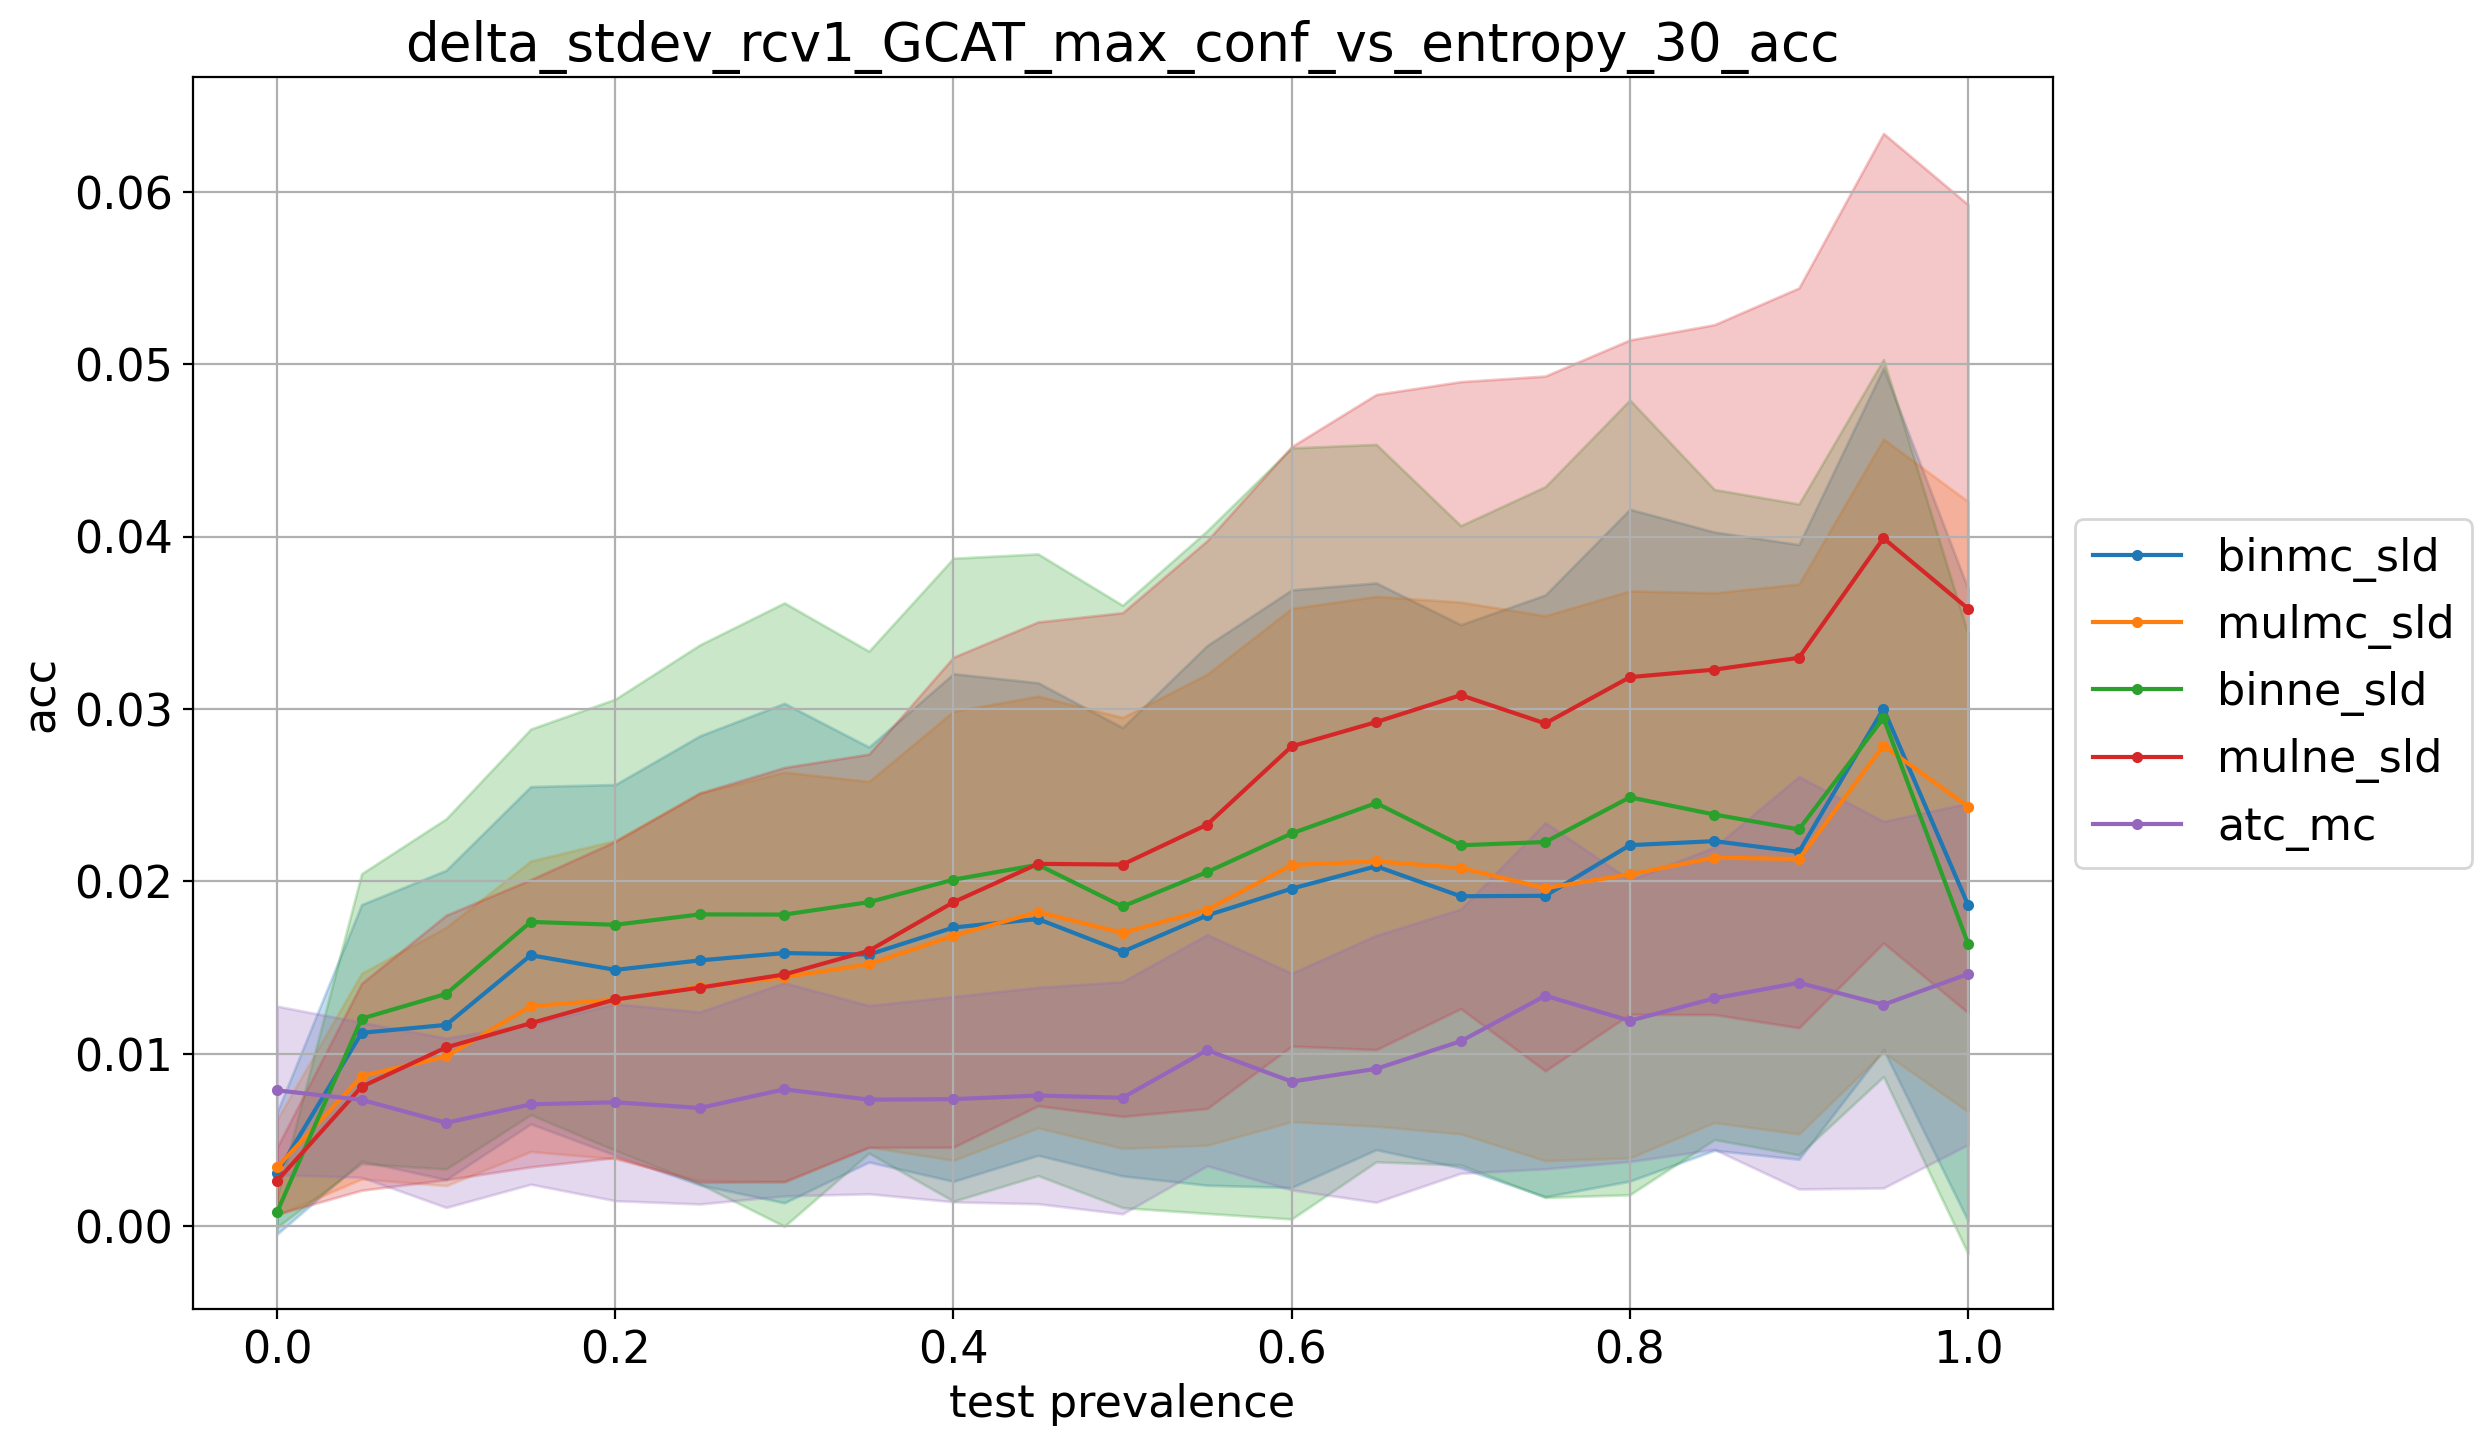 delta_stdev_rcv1_GCAT_max_conf_vs_entropy_30_acc
0.06
0.05
0.04
0.03
0.02
0.01
0.00
acc
0.0 0.2 0.4 0.6 0.8 1.0
test prevalence
binmc_sld
mulmc_sld
binne_sld
mulne_sld
atc_mc